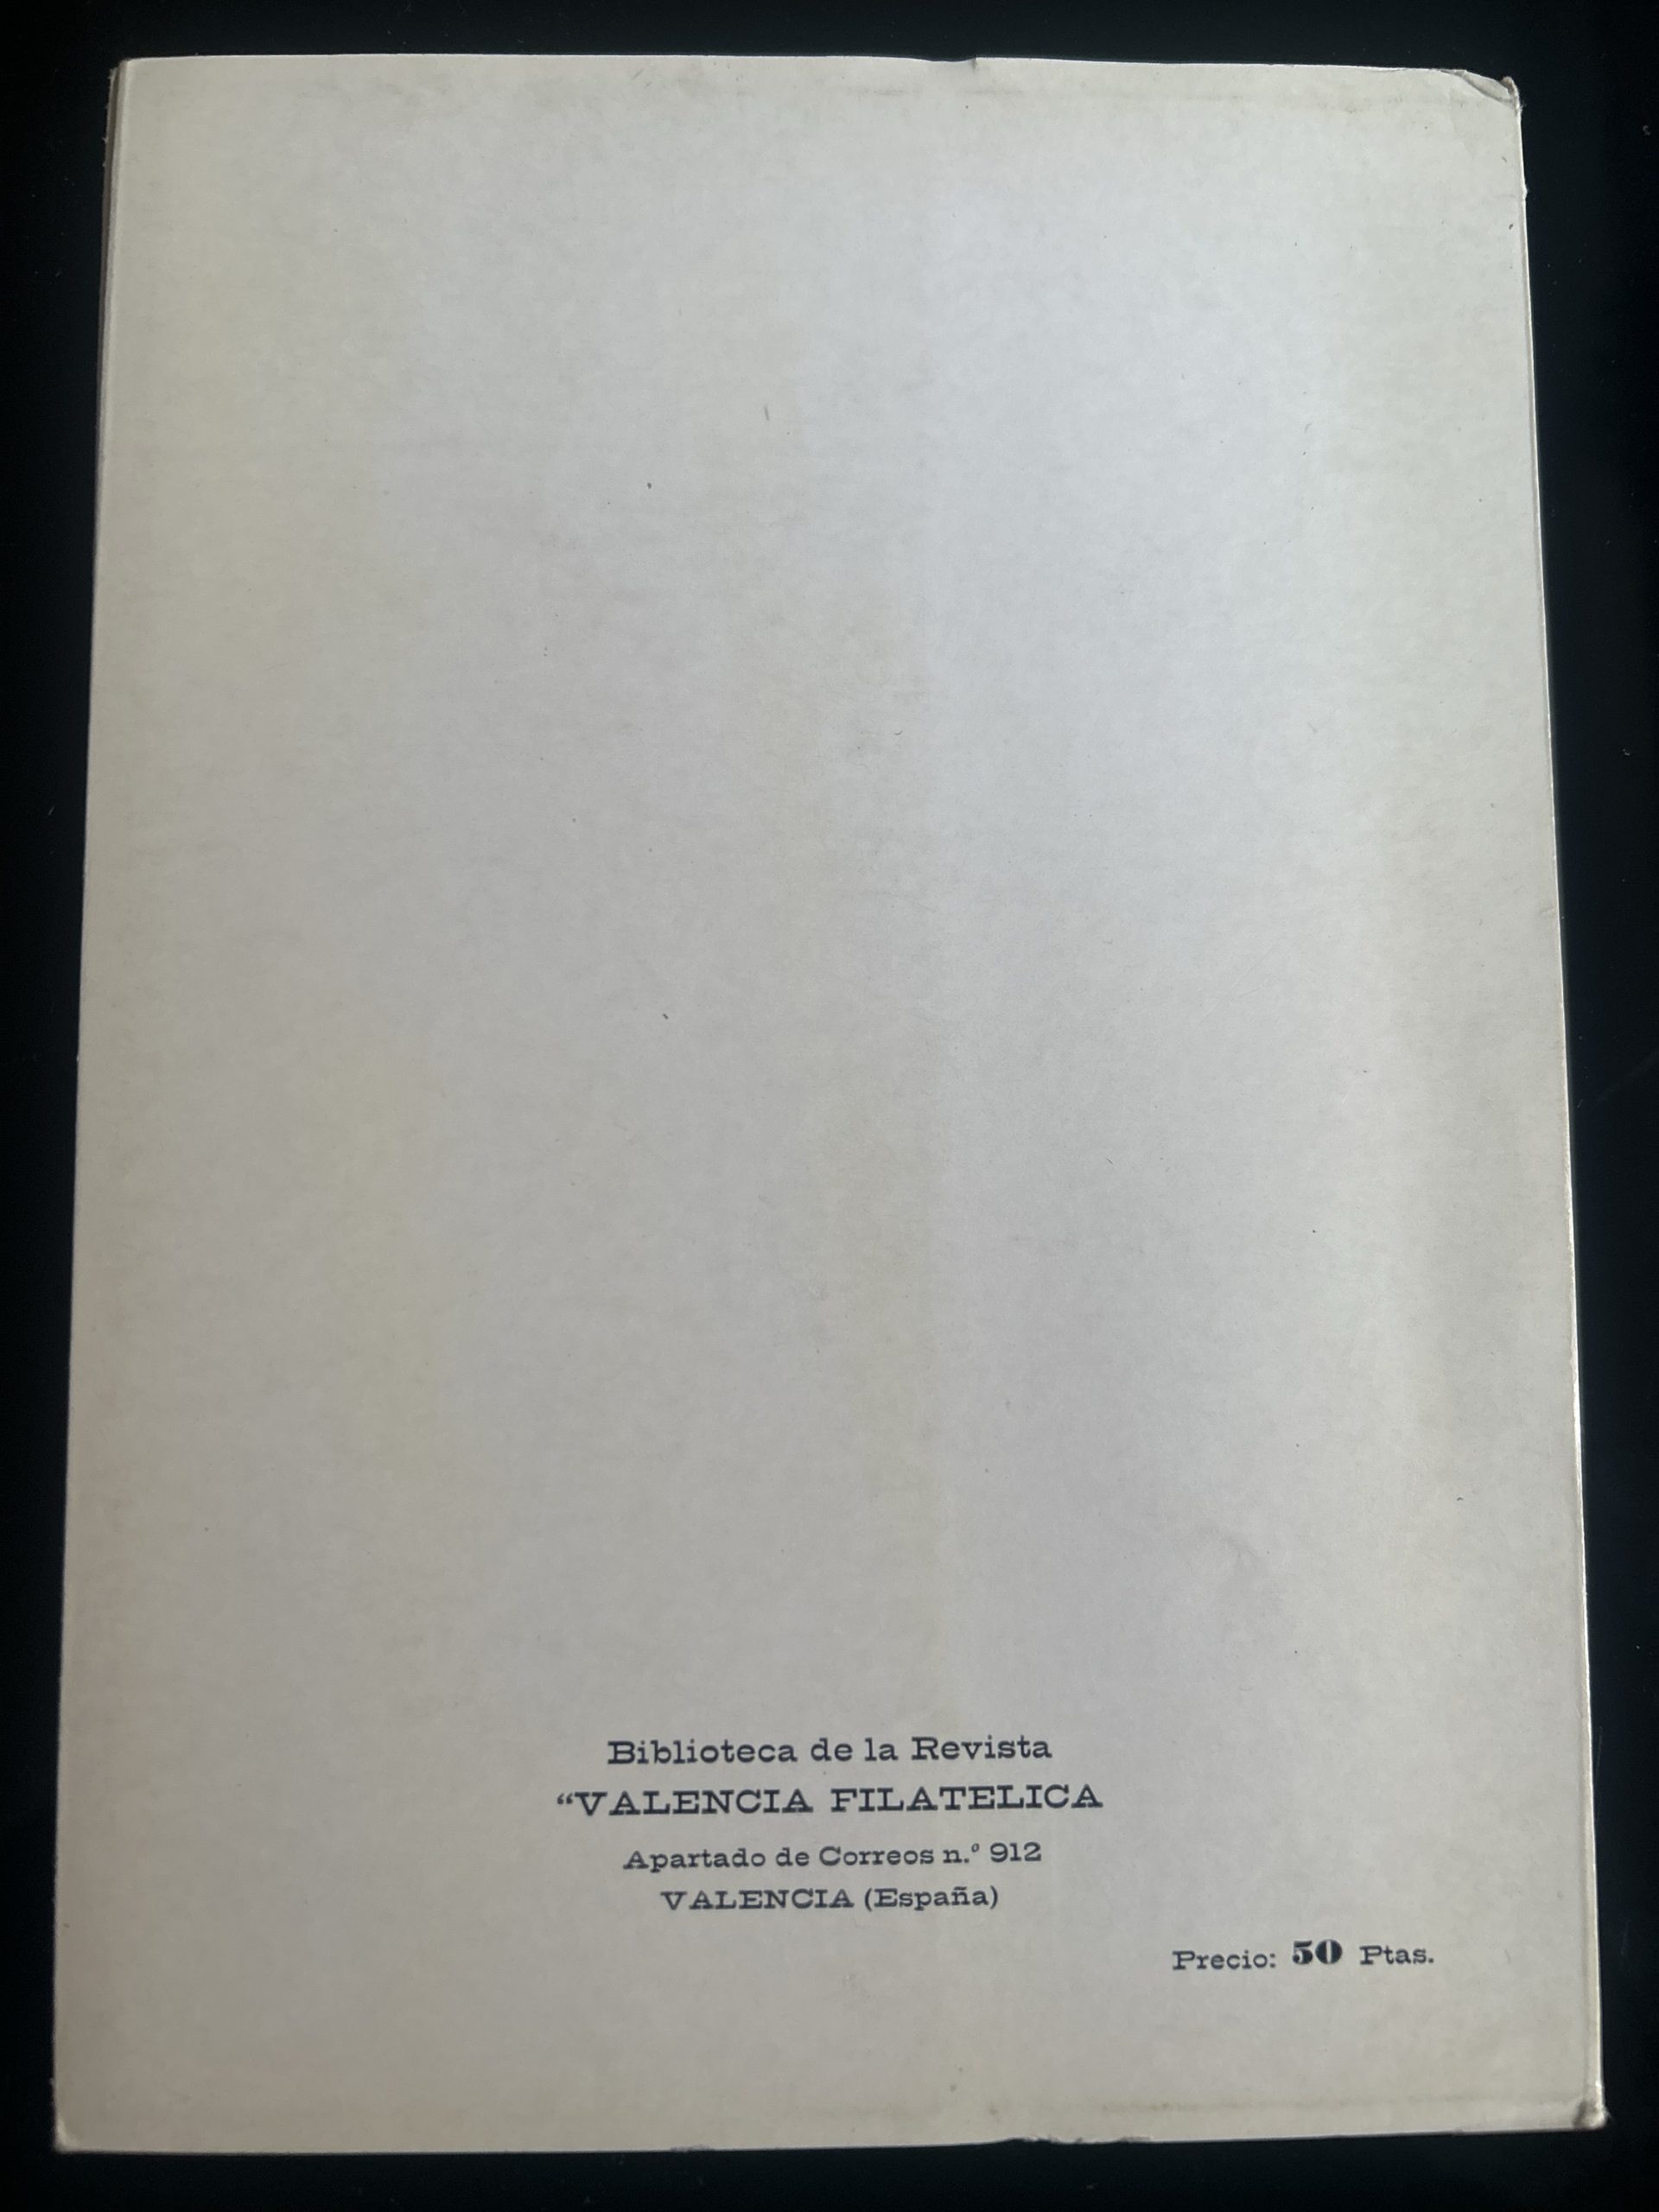 Biblioteca de la Revista
“VALENCIA FILATELICA
Apartado de Correos n.º 912
VALENCIA (España)
Precio: 50 Ptas.